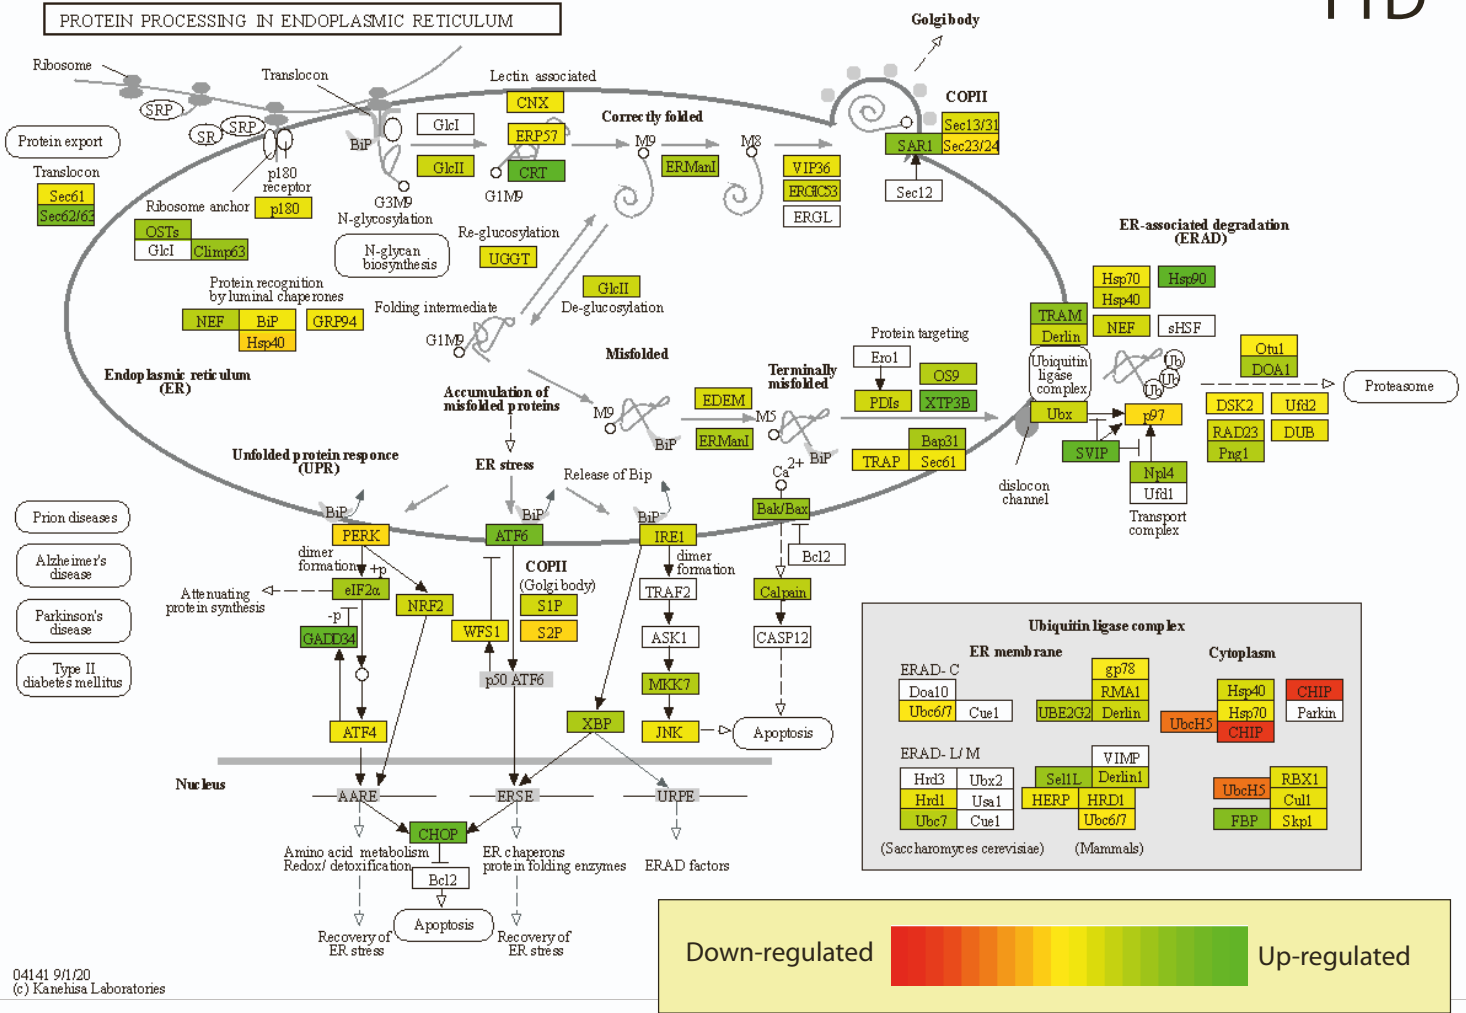 PROTEIN PROCESSING IN ENDOPLASMIC RETICULUM
Golgi body
Ribosome
Translocon
Lectin associated
SRP
SR
SRP
BiP
GlcI
CNX
ERP57
Correctly folded
COPII
Sec13/31
SAR1
Sec23/24
Protein export
Translocon
Sec61
Sec62/63
p180
receptor
Ribosome anchor
p180
GlcII
CRT
G1M9
G3M9
N-glycosylation
M9
ERManI
M8
VIP36
ERGIC53
ERGL
Sec12
OSTs
GlcI
Climp63
N-glycan
biosynthesis
Re-glucosylation
UGGT
ER-associated degradation
(ERAD)
Protein recognition
by luminal chaperones
NEF
BiP
GRP94
Hsp40
Folding intermediate
G1M9
GlcII
De-glucosylation
Hsp70
Hsp90
Hsp40
TRAM
Derlin
NEF
sHSF
Endoplasmic reticulum
(ER)
Misfolded
Accumulation of
misfolded proteins
Terminally
misfolded
Protein targeting
Ero1
OS9
PDIs
XTP3B
Ubiquitin
ligase
complex
Ub
Ub
Ub
Otu1
DOA1
Proteasome
M9
EDEM
ERManI
BiP
M5
BiP
Ubx
p97
DSK2
Ufd2
RAD23
DUB
Png1
Bap31
TRAP
Sec61
SVIP
Npl4
Ufd1
Transport
complex
dislocon
channel
Unfolded protein responce
(UPR)
ER stress
Release of Bip
Ca2+
Bak/Bax
Bcl2
BiP
BiP
BiP
PERK
ATF6
IRE1
Prion diseases
Alzheimer's
disease
Parkinson's
disease
Type II
diabetes mellitus
dimer
formation
+p
eIF2α
Attenuating
protein synthesis
-p
GADD34
NRF2
COPII
(Golgi body)
S1P
S2P
WFS1
p50 ATF6
dimer
formation
TRAF2
ASK1
MKK7
JNK
Calpain
CASP12
Apoptosis
XBP
ATF4
Nucleus
AARE
ERSE
URPE
CHOP
Amino acid metabolism
Redox/ detoxification
Bcl2
ER chaperons
protein folding enzymes
ERAD factors
Apoptosis
Recovery of
ER stress
Recovery of
ER stress
Ubiquitin ligase complex
ER membrane
Cytoplasm
ERAD- C
Doa10
Ubc6/7
Cue1
gp78
RMA1
UBE2G2
Derlin
Hsp40
Hsp70
UbcH5
CHIP
CHIP
Parkin
ERAD- L/ M
Hrd3
Ubx2
Hrd1
Usa1
Ubc7
Cue1
VIMP
Sel1L
Derlin1
HERP
HRD1
Ubc6/7
UbcH5
RBX1
Cul1
FBP
Skp1
(Saccharomyces cerevisiae)
(Mammals)
Down-regulated
Up-regulated
04141 9/1/20
(c) Kanehisa Laboratories